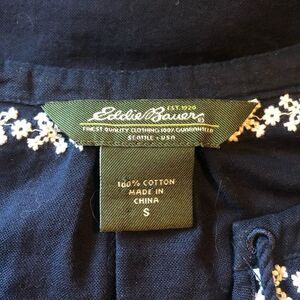 EST. 1920
Eddie Bauer
FINEST QUALITY CLOTHING 100% GUARANTEED
SEATTLE • USA
100% COTTON
MADE IN
CHINA
S